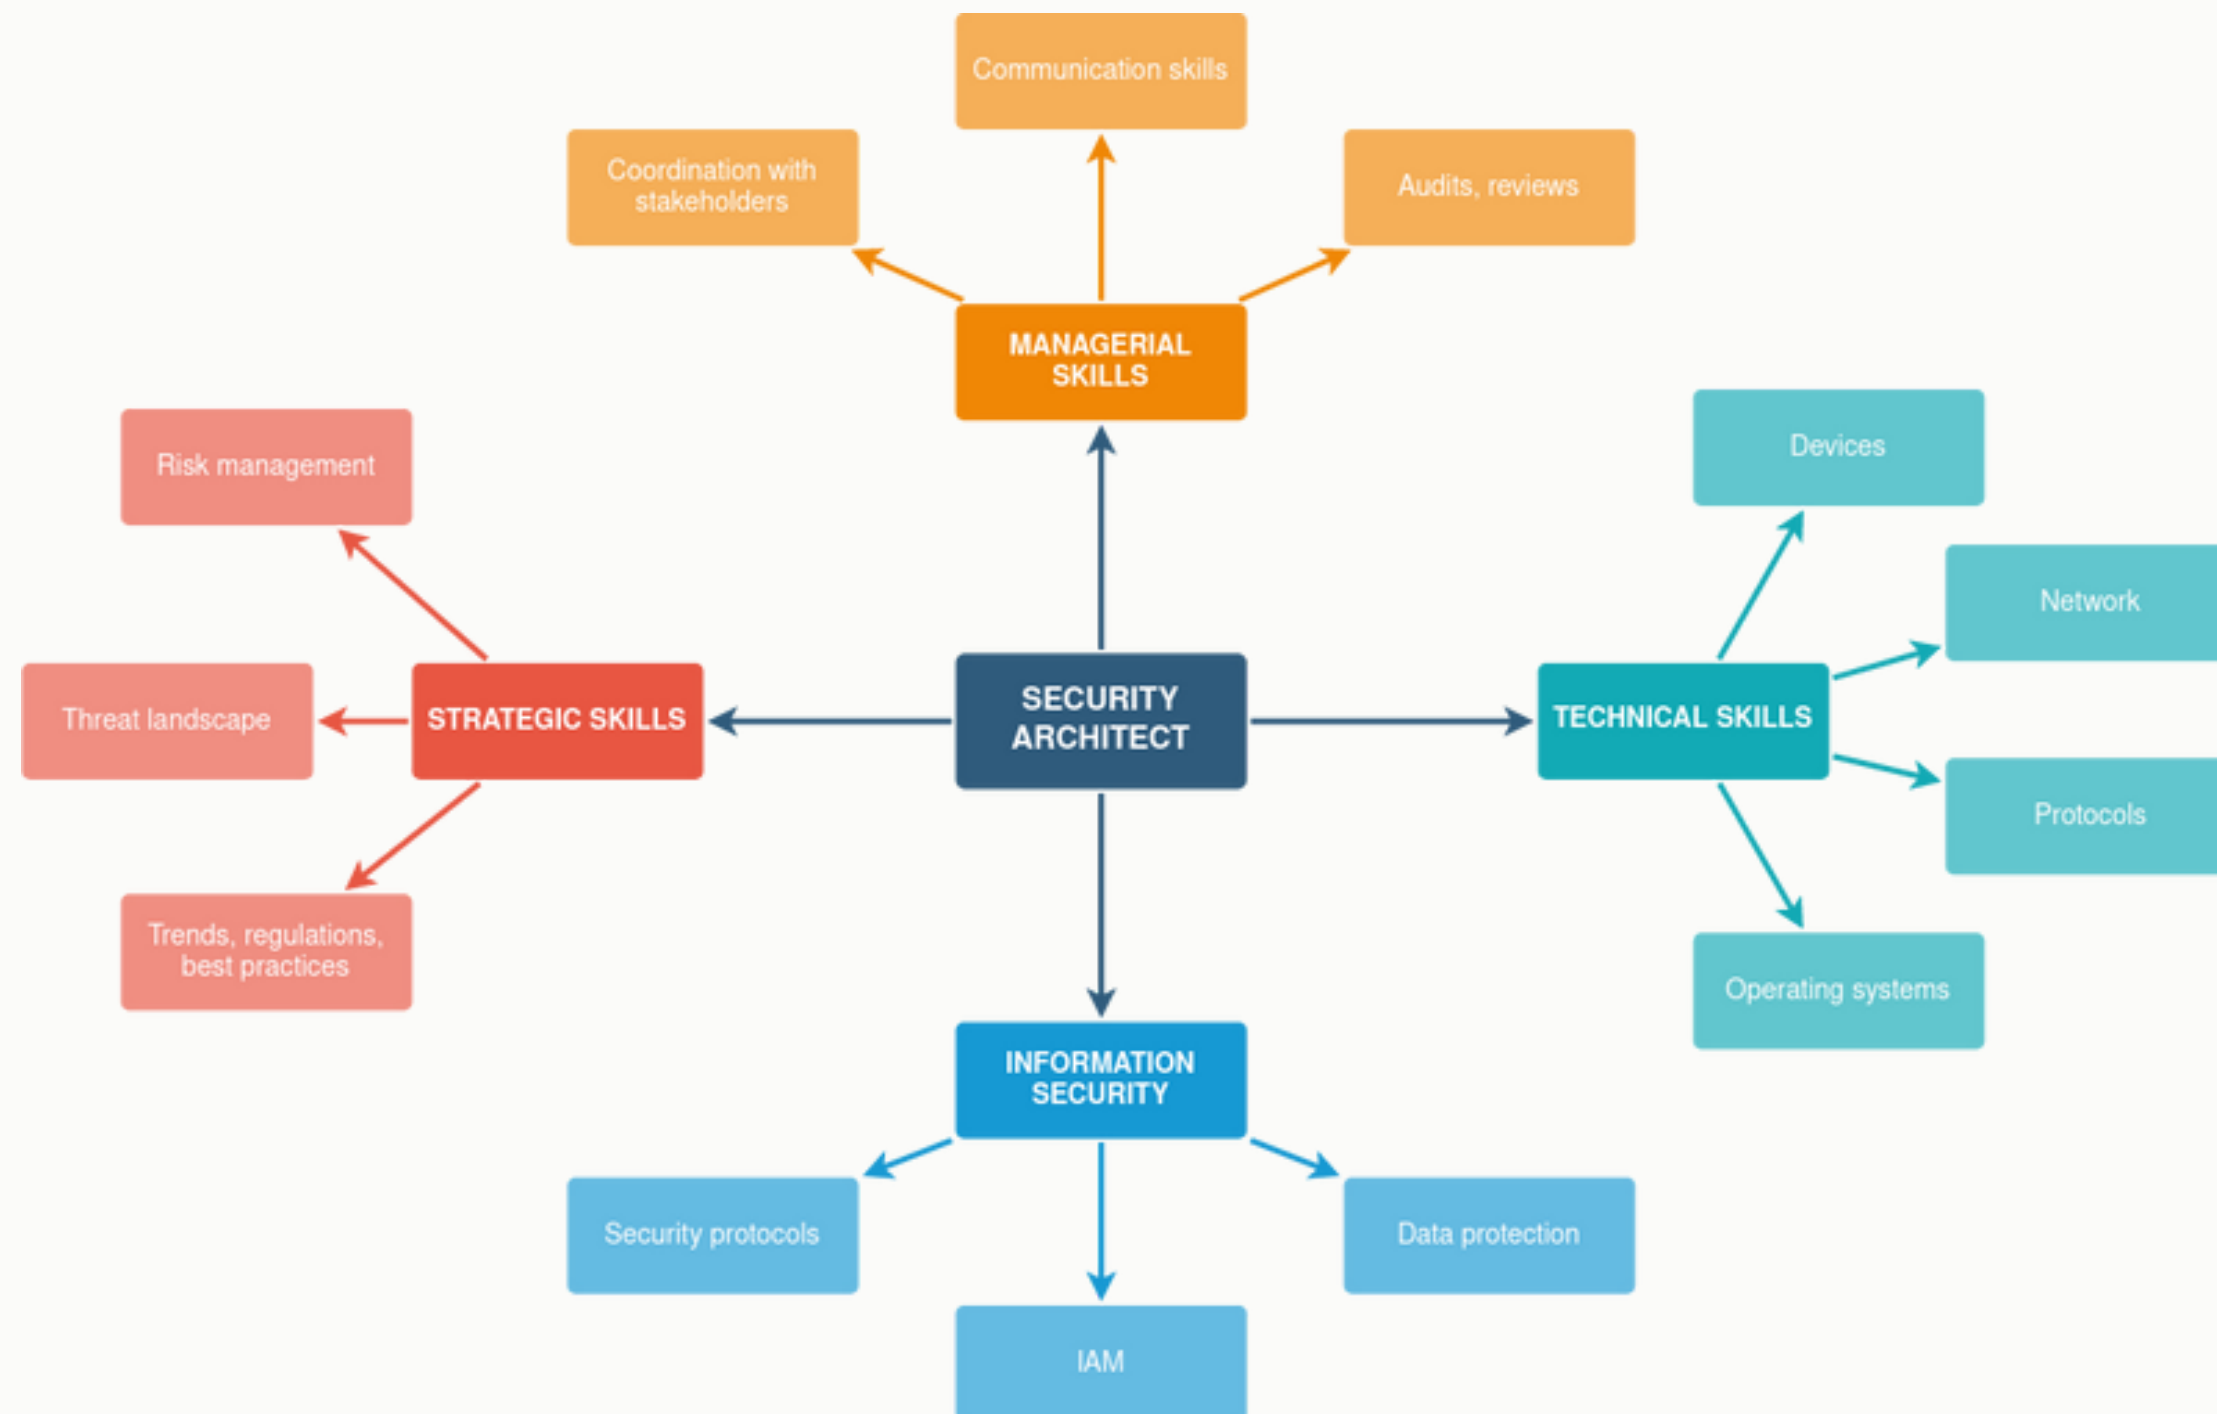 Communication skills
Coordination with
stakeholders
Audits, reviews
MANAGERIAL
SKILLS
Risk management
Devices
Network
Threat landscape
STRATEGIC SKILLS
SECURITY
ARCHITECT
TECHNICAL SKILLS
Protocols
Trends, regulations,
best practices
Operating systems
INFORMATION
SECURITY
Security protocols
Data protection
IAM